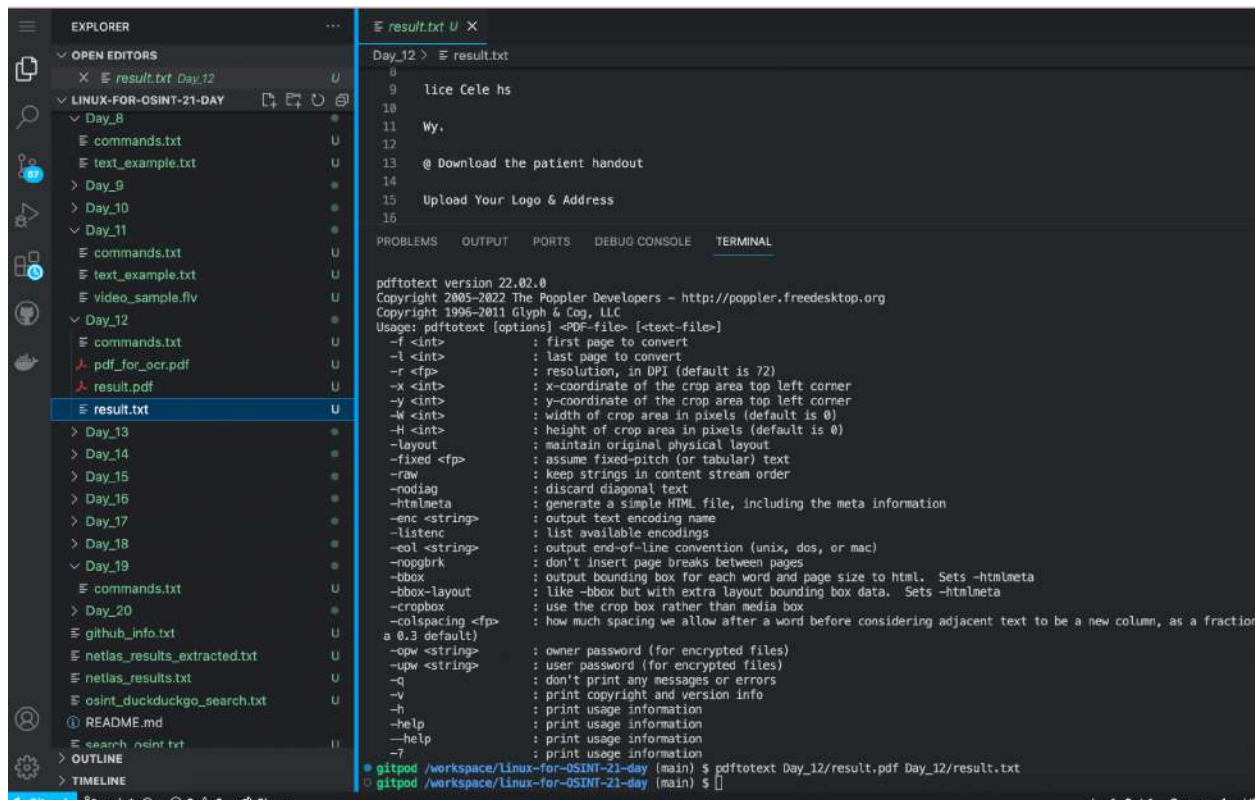 EXPLORER
OPEN EDITORS
result.txt Day_12 U
LINUX-FOR-OSINT-21-DAY
Day_8
commands.txt U
text_example.txt U
Day_9
Day_10
Day_11
commands.txt U
text_example.txt U
video_sample.flv U
Day_12
commands.txt U
pdf_for_ocr.pdf U
result.pdf U
result.txt U
Day_13
Day_14
Day_15
Day_16
Day_17
Day_18
Day_19
commands.txt U
Day_20
github_info.txt U
netlas_results_extracted.txt U
netlas_results.txt U
osint_duckduckgo_search.txt U
README.md
search_osint.txt U
OUTLINE
TIMELINE
57
result.txt U
Day_12 > result.txt
8
9 lice Cele hs
10
11 Wy.
12
13 @ Download the patient handout
14
15 Upload Your Logo & Address
16
PROBLEMS OUTPUT PORTS DEBUG CONSOLE TERMINAL
pdftotext version 22.02.0
Copyright 2005-2022 The Poppler Developers - http://poppler.freedesktop.org
Copyright 1996-2011 Glyph & Cog, LLC
Usage: pdftotext [options] <PDF-file> [<text-file>]
-f <int> : first page to convert
-l <int> : last page to convert
-r <fp> : resolution, in DPI (default is 72)
-x <int> : x-coordinate of the crop area top left corner
-y <int> : y-coordinate of the crop area top left corner
-W <int> : width of crop area in pixels (default is 0)
-H <int> : height of crop area in pixels (default is 0)
-layout : maintain original physical layout
-fixed <fp> : assume fixed-pitch (or tabular) text
-raw : keep strings in content stream order
-nodiag : discard diagonal text
-htmlmeta : generate a simple HTML file, including the meta information
-enc <string> : output text encoding name
-listenc : list available encodings
-eol <string> : output end-of-line convention (unix, dos, or mac)
-nopgbrk : don't insert page breaks between pages
-bbox : output bounding box for each word and page size to html. Sets -htmlmeta
-bbox-layout : like -bbox but with extra layout bounding box data. Sets -htmlmeta
-cropbox : use the crop box rather than media box
-colspacing <fp> : how much spacing we allow after a word before considering adjacent text to be a new column, as a fraction
a 0.3 default)
-opw <string> : owner password (for encrypted files)
-upw <string> : user password (for encrypted files)
-q : don't print any messages or errors
-v : print copyright and version info
-h : print usage information
-help : print usage information
--help : print usage information
-? : print usage information
gitpod /workspace/linux-for-OSINT-21-day (main) $ pdftotext Day_12/result.pdf Day_12/result.txt
gitpod /workspace/linux-for-OSINT-21-day (main) $